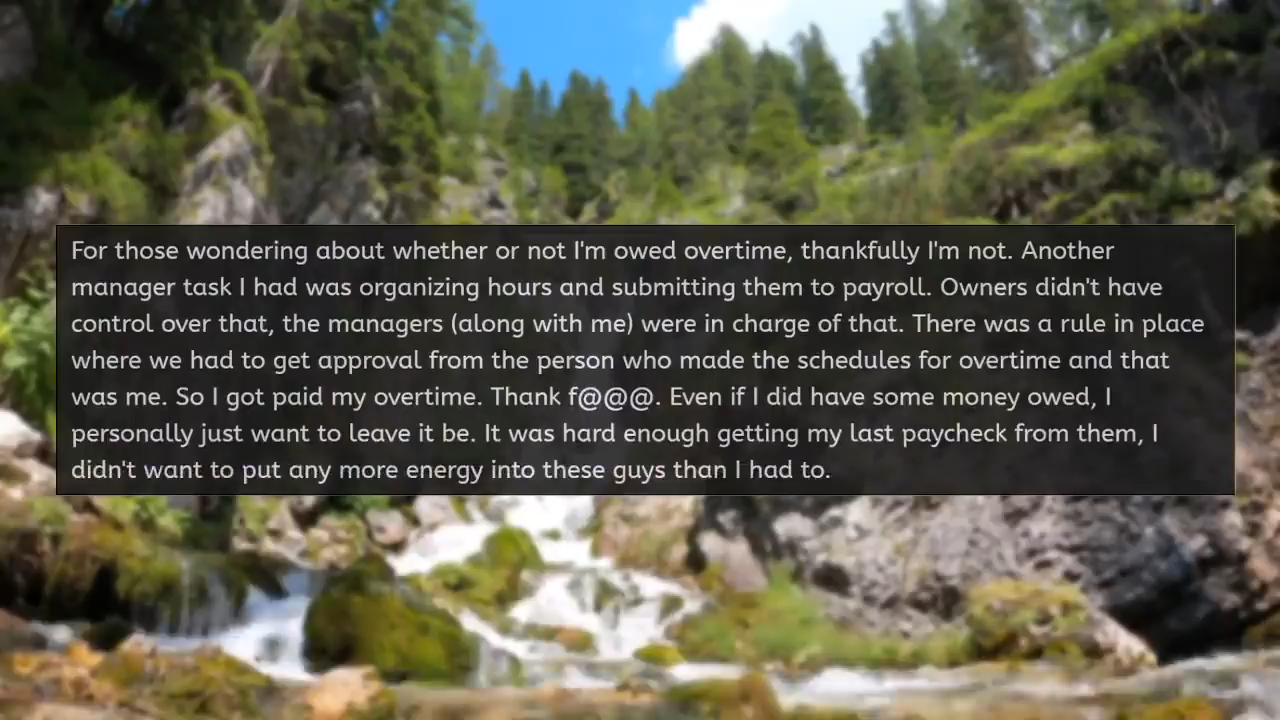 For those wondering about whether or not I'm owed overtime, thankfully I'm not. Another
manager task I had was organizing hours and submitting them to payroll. Owners didn't have
control over that, the managers (along with me) were in charge of that. There was a rule in place
where we had to get approval from the person who made the schedules for overtime and that
was me. So I got paid my overtime. Thank f@@@. Even if I did have some money owed, I
personally just want to leave it be. It was hard enough getting my last paycheck from them, I
didn't want to put any more energy into these guys than I had to.